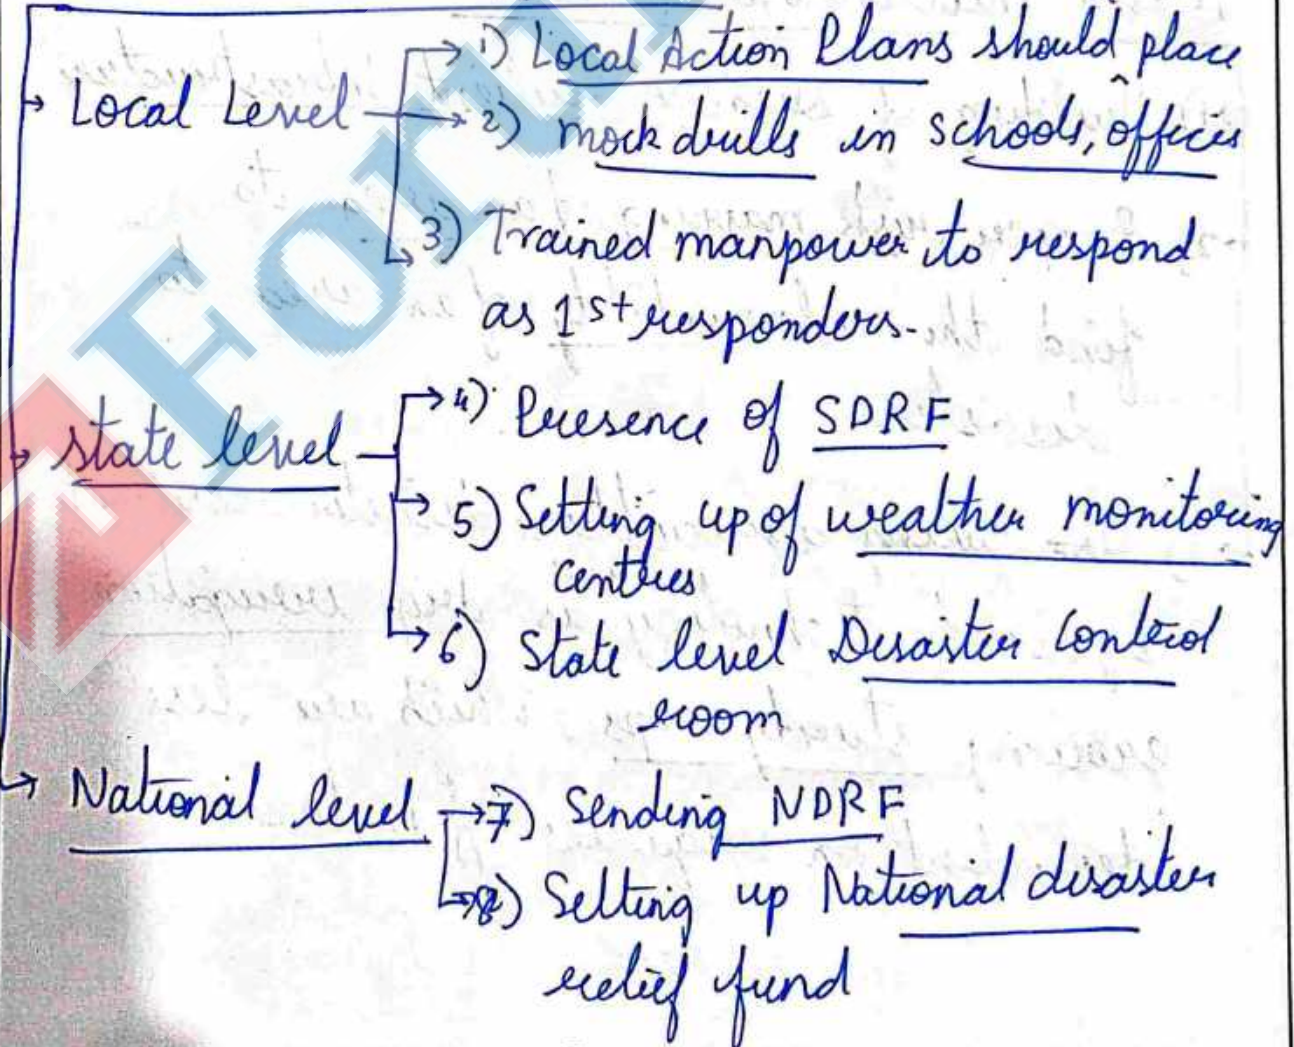 Local Level
1) Local Action Plans should place
2) mock drills in schools, offices
3) Trained manpower to respond
as 1st responders.
State level
4) Presence of SDRF
5) Setting up of weather monitoring
centres
6) State level Disaster Control
room
National level
7) Sending NDRF
8) Setting up National disaster
relief fund